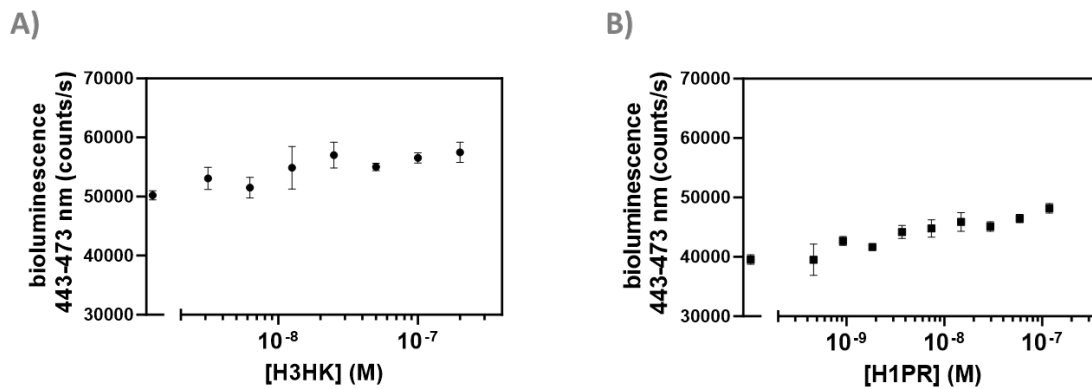 A)
bioluminescence
443-473 nm (counts/s)
70000
60000
50000
40000
30000
10⁻⁸
10⁻⁷
[H3HK] (M)
B)
bioluminescence
443-473 nm (counts/s)
70000
60000
50000
40000
30000
10⁻⁹
10⁻⁸
10⁻⁷
[H1PR] (M)